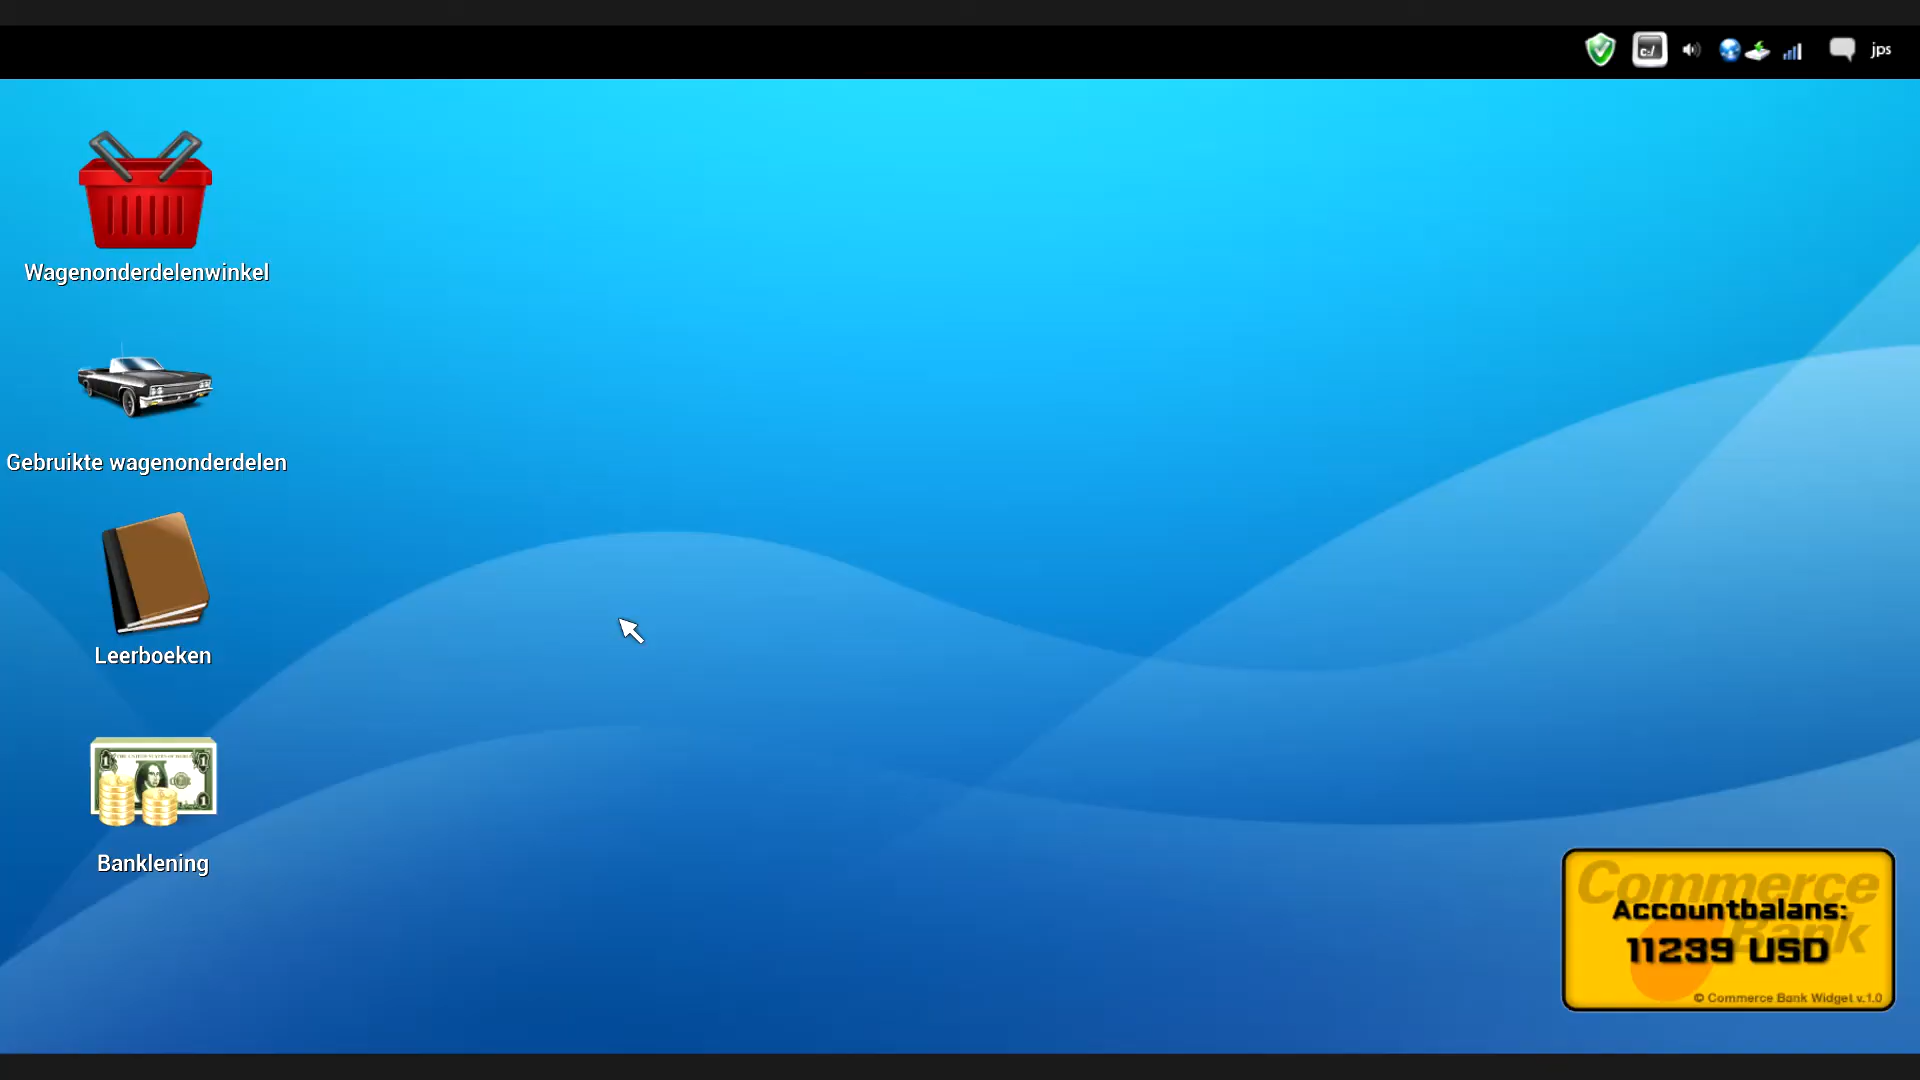 c:/
jps
Wagenonderdelenwinkel
Gebruikte wagenonderdelen
Leerboeken
Banklening
Commerce
Bank
Accountbalans:
11239 USD
© Commerce Bank Widget v.1.0